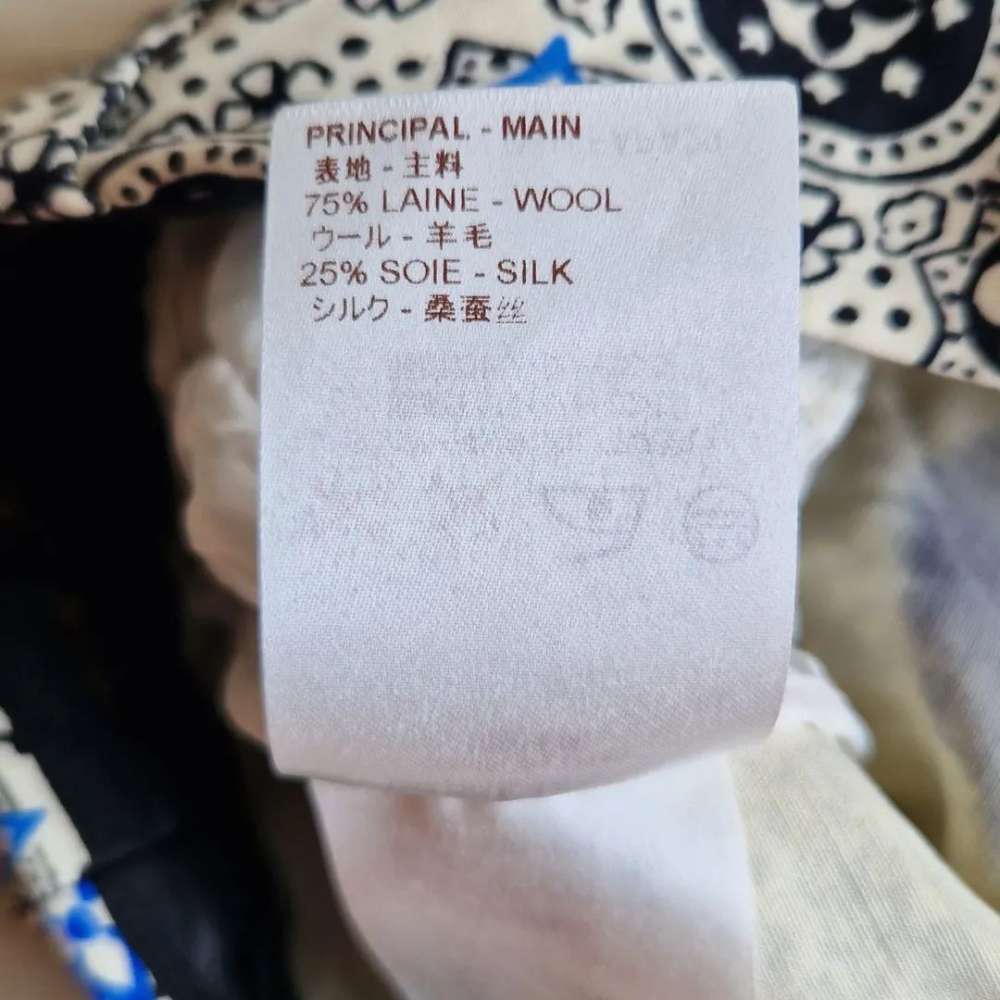 PRINCIPAL - MAIN
表地 - 主料
75% LAINE - WOOL
ウール - 羊毛
25% SOIE - SILK
シルク - 桑蚕丝